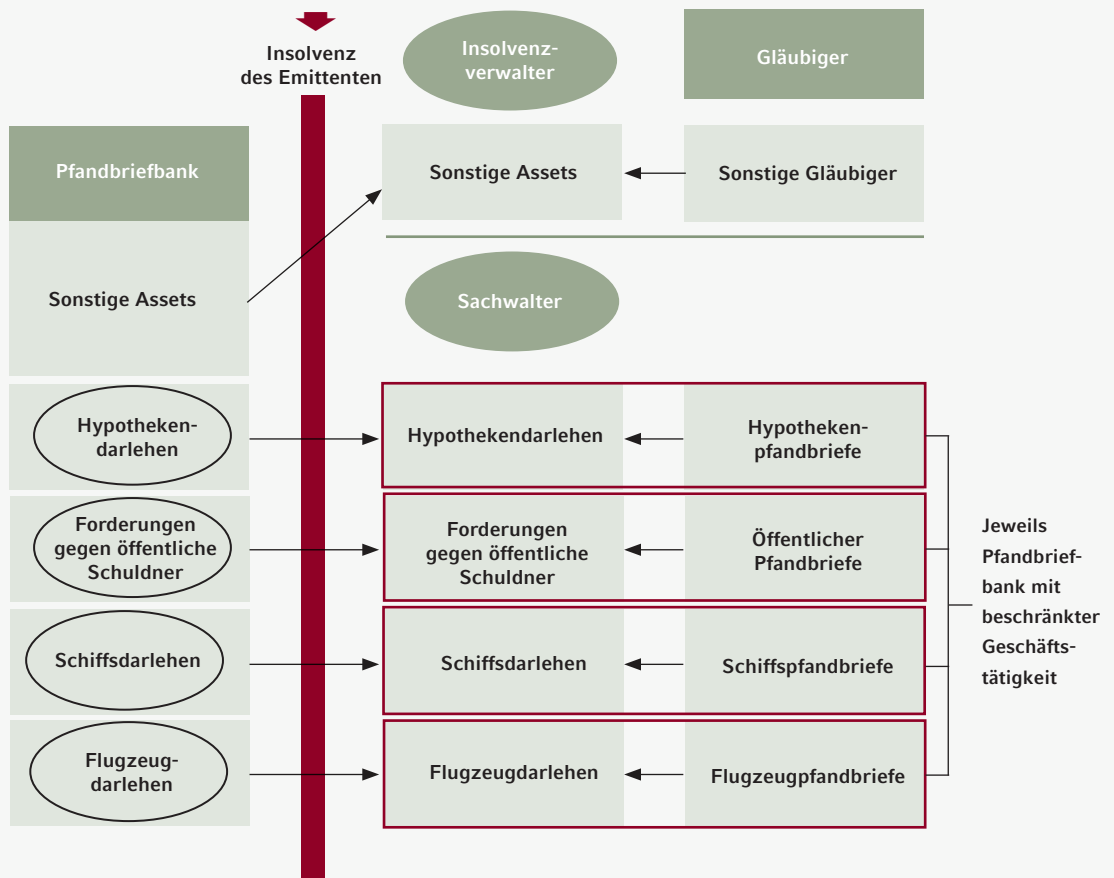 Insolvenz
des Emittenten
Insolvenz-
verwalter
Gläubiger
Pfandbriefbank
Sonstige Assets
Sonstige Gläubiger
Sonstige Assets
Sachwalter
Hypotheken-
darlehen
Hypothekendarlehen
Hypotheken-
pfandbriefe
Forderungen
gegen öffentliche
Schuldner
Forderungen
gegen öffentliche
Schuldner
Öffentlicher
Pfandbriefe
Schiffsdarlehen
Schiffsdarlehen
Schiffspfandbriefe
Flugzeug-
darlehen
Flugzeugdarlehen
Flugzeugpfandbriefe
Jeweils
Pfandbrief-
bank mit
beschränkter
Geschäfts-
tätigkeit